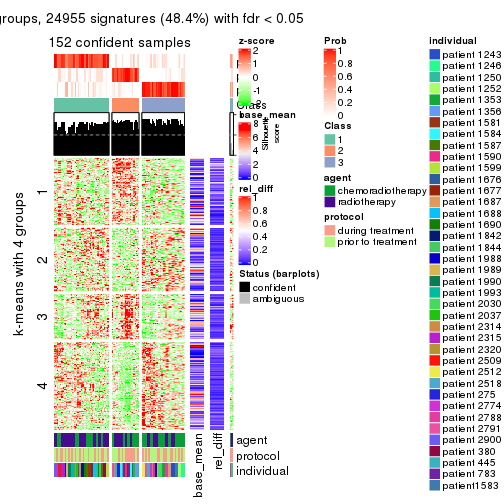 groups, 24955 signatures (48.4%) with fdr < 0.05
152 confident samples
k-means with 4 groups
1
2
3
4
base_mean
rel_diff
agent
protocol
individual
z-score
2
1
0
-1
-2
base_mean
8
6
4
2
0
Silhouette
score
rel_diff
1
0.8
0.6
0.4
0.2
0
Status (barplots)
confident
ambiguous
Prob
1
0.8
0.6
0.4
0.2
0
Class
1
2
3
agent
chemoradiotherapy
radiotherapy
protocol
during treatment
prior to treatment
individual
patient 1243
patient 1246
patient 1250
patient 1252
patient 1353
patient 1356
patient 1581
patient 1584
patient 1587
patient 1590
patient 1599
patient 1676
patient 1677
patient 1687
patient 1688
patient 1690
patient 1842
patient 1844
patient 1988
patient 1989
patient 1990
patient 1993
patient 2030
patient 2037
patient 2314
patient 2315
patient 2320
patient 2509
patient 2512
patient 2518
patient 275
patient 2774
patient 2788
patient 2791
patient 2900
patient 380
patient 445
patient 783
patient1583